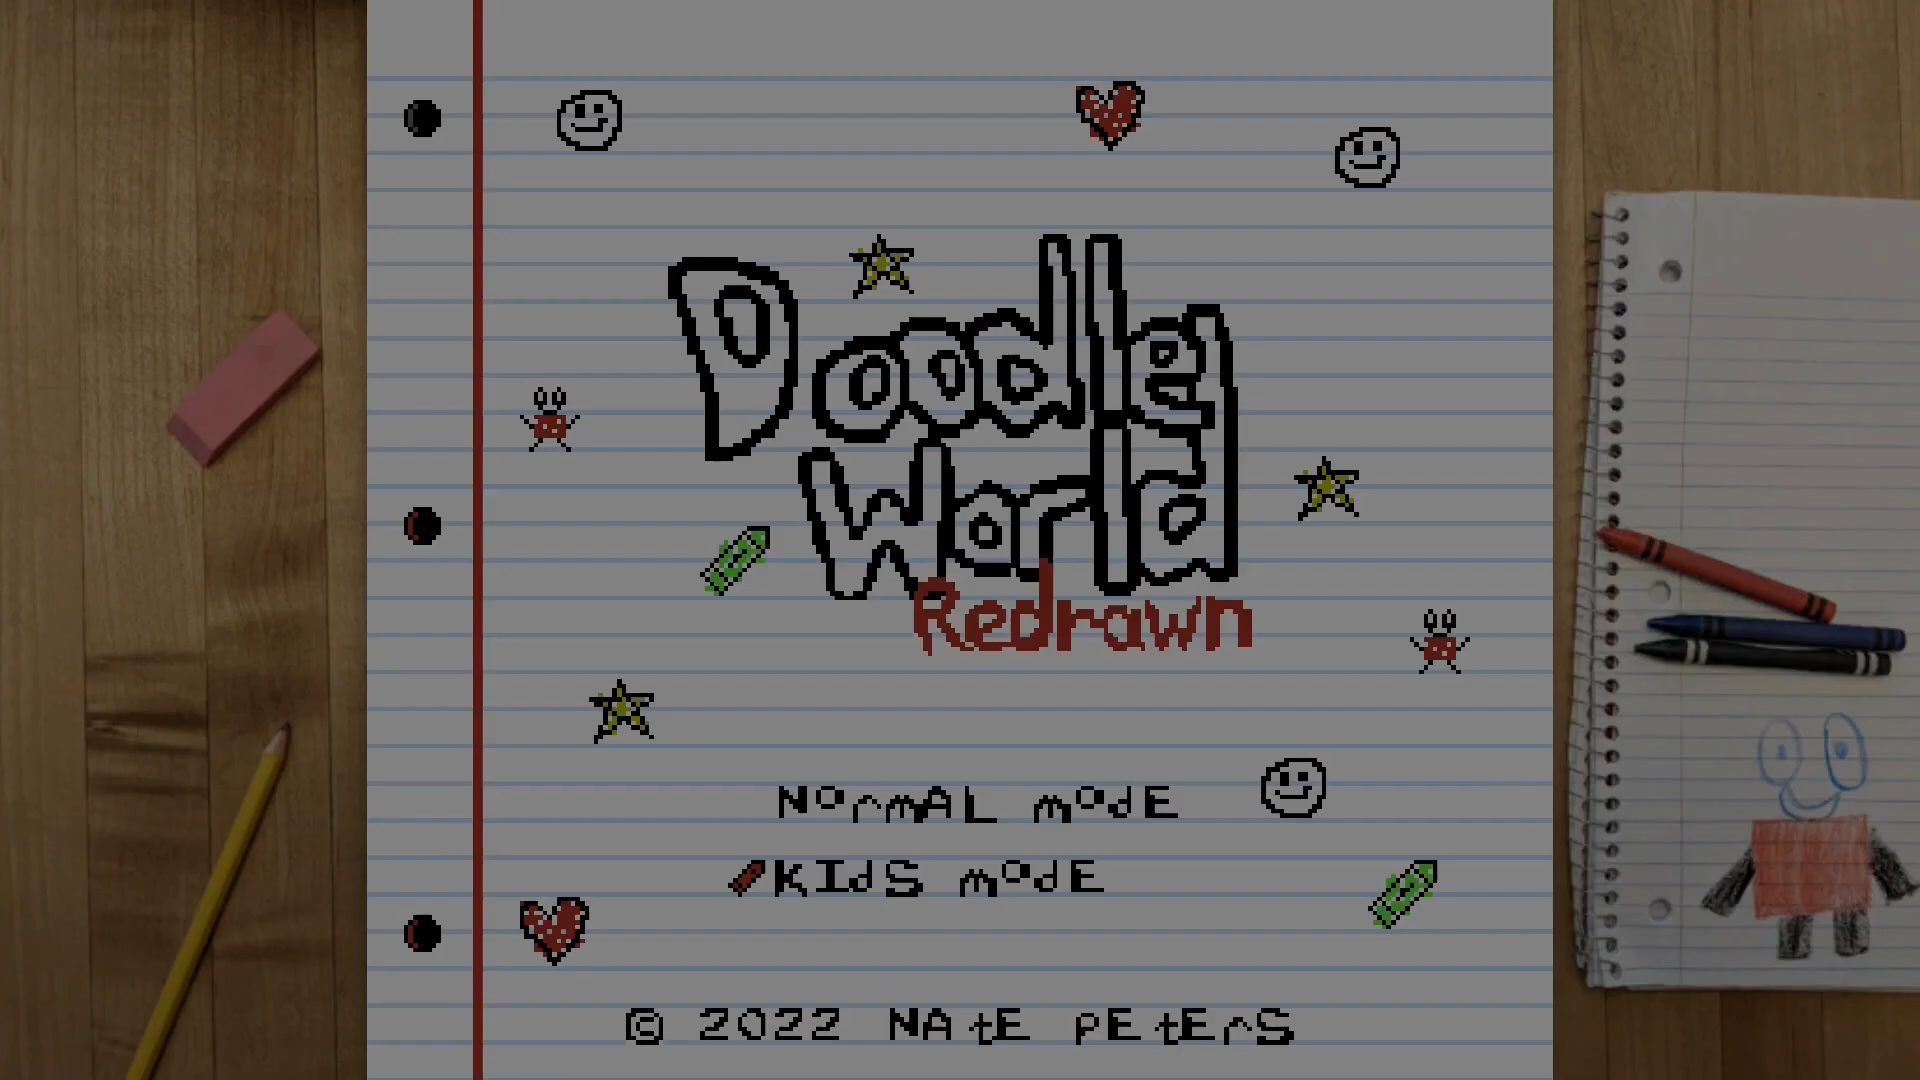 Doodle
World
Redrawn
NormAL modE
KIdS modE
© 2022 NAtE PEtErS